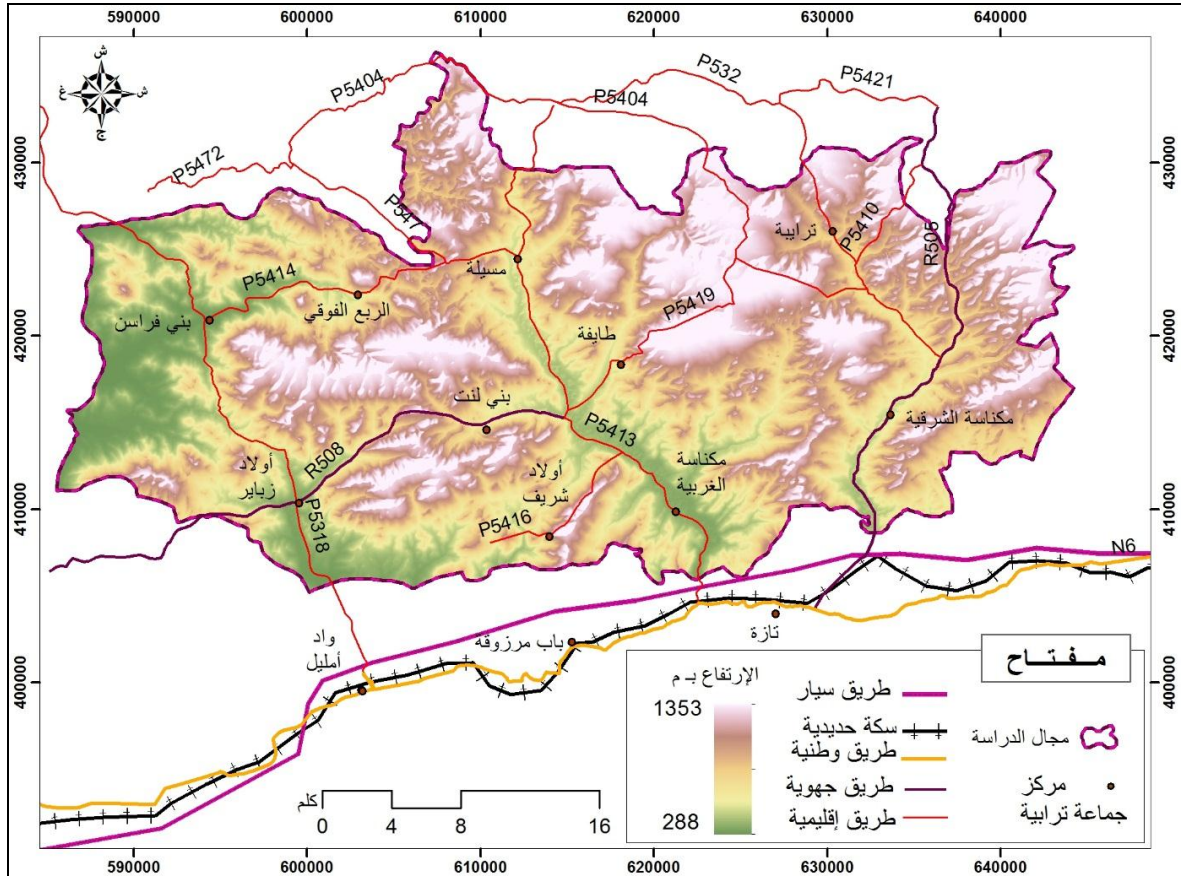 590000 600000 610000 620000 630000 640000
ش
غ ش
ج
P5404
P532
P5404
P5421
430000
430000
P5472
P547
P5410
ترايبة
R505
مسيلة
P5414
الربع الفوقي
P5419
بني فراسن
420000
420000
طايفة
بني لنت
مكناسة الشرقية
P5413
R508
أولاد
زباير
أولاد
شريف
مكناسة
الغربية
410000
410000
P5318
P5416
N6
تازة
باب مرزوقة
واد
أمليل
400000
400000
مفتاح
الإرتفاع بـ م
1353
288
طريق سيار
سكة حديدية
طريق وطنية
طريق جهوية
طريق إقليمية
مجال الدراسة
مركز
جماعة ترابية
كلم
0 4 8 16
590000 600000 610000 620000 630000 640000